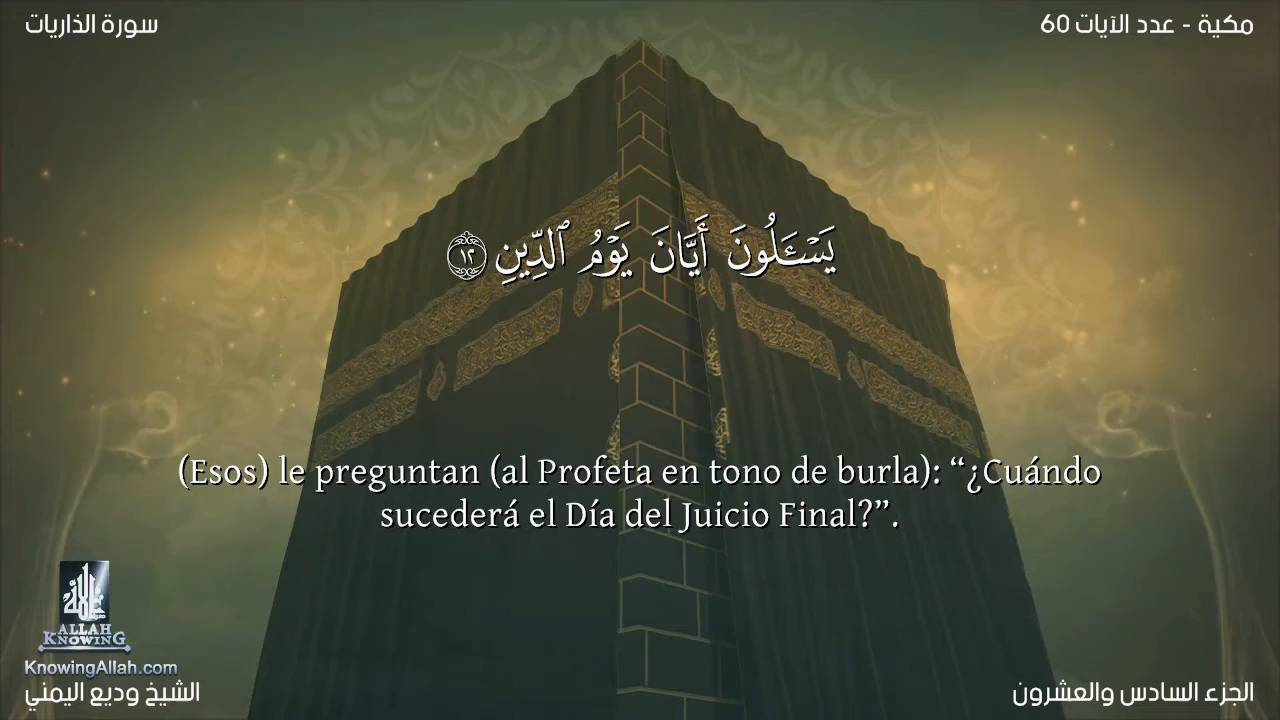 سورة الذاريات
مكية - عدد الآيات 60
يَسْـَٔلُونَ أَيَّانَ يَوْمُ ٱلدِّينِ ١٢
(Esos) le preguntan (al Profeta en tono de burla): “¿Cuándo
sucederá el Día del Juicio Final?”.
الله
ALLAH
KNOWING
KnowingAllah.com
الشيخ وديع اليمني
الجزء السادس والعشرون